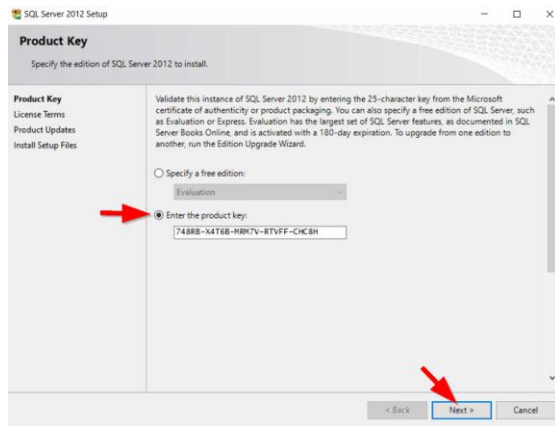 SQL Server 2012 Setup
Product Key
Specify the edition of SQL Server 2012 to install.
Product Key
License Terms
Product Updates
Install Setup Files
Validate this instance of SQL Server 2012 by entering the 25-character key from the Microsoft
certificate of authenticity or product packaging. You can also specify a free edition of SQL Server, such
as Evaluation or Express. Evaluation has the largest set of SQL Server features, as documented in SQL
Server Books Online, and is activated with a 180-day expiration. To upgrade from one edition to
another, run the Edition Upgrade Wizard.
Specify a free edition:
Evaluation
Enter the product key:
748RB-X4T6B-MRM7V-RTVFF-CHC8H
< Back
Next >
Cancel